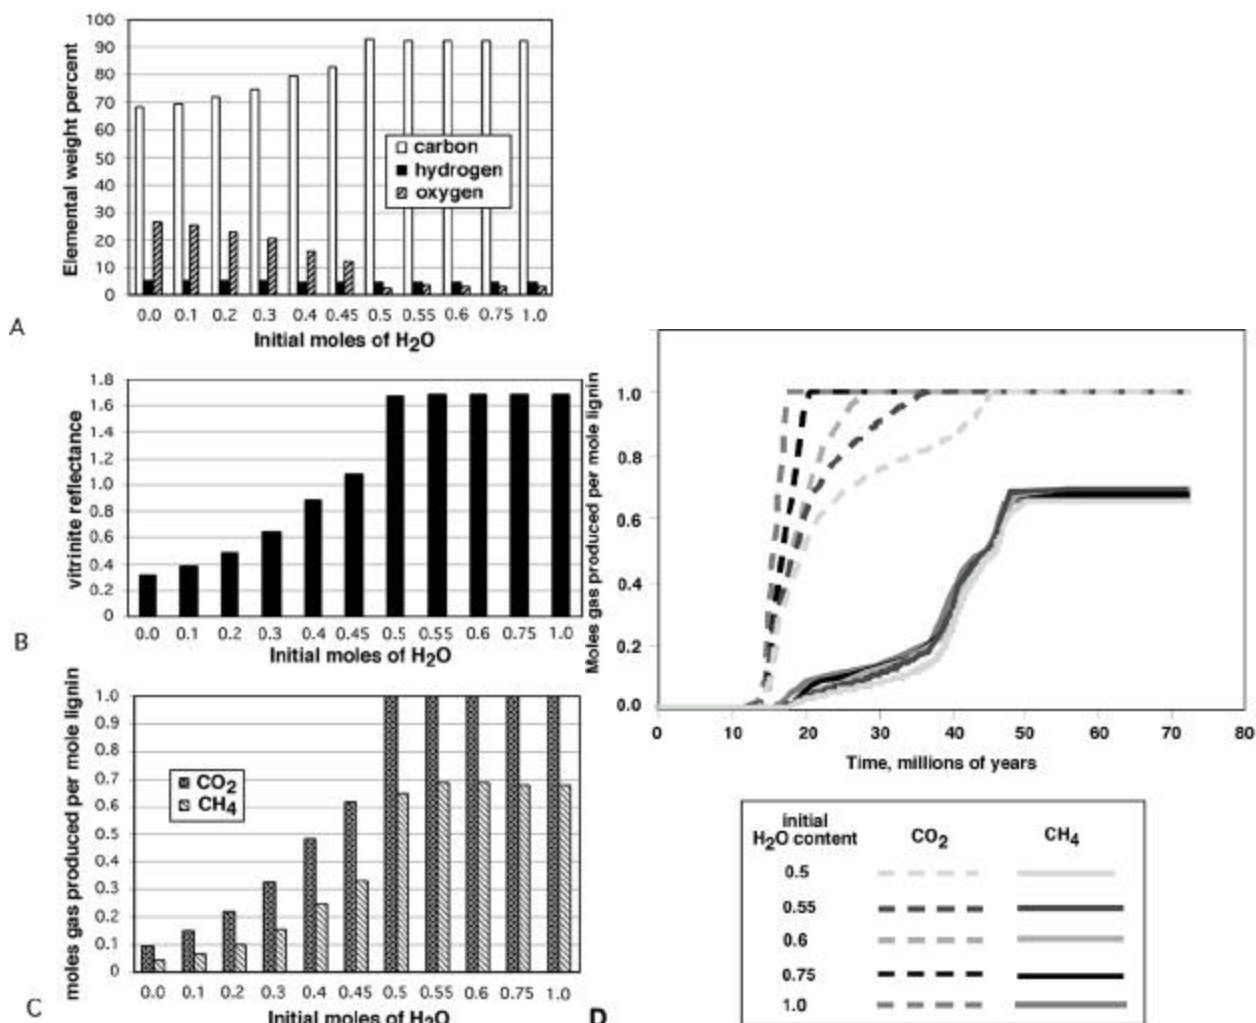 100
90
80
70
60
50
40
30
20
10
0
Elemental weight percent
carbon
hydrogen
oxygen
0.0 0.1 0.2 0.3 0.4 0.45 0.5 0.55 0.6 0.75 1.0
Initial moles of H2O
A
1.8
1.6
1.4
1.2
1.0
0.8
0.6
0.4
0.2
0
vitrinite reflectance
0.0 0.1 0.2 0.3 0.4 0.45 0.5 0.55 0.6 0.75 1.0
Initial moles of H2O
B
1.0
0.9
0.8
0.7
0.6
0.5
0.4
0.3
0.2
0.1
0
moles gas produced per mole lignin
CO2
CH4
0.0 0.1 0.2 0.3 0.4 0.45 0.5 0.55 0.6 0.75 1.0
Initial moles of H2O
C
Moles gas produced per mole lignin
1.0
0.8
0.6
0.4
0.2
0.0
0 10 20 30 40 50 60 70 80
Time, millions of years
initial
H2O content CO2 CH4
0.5
0.55
0.6
0.75
1.0
D